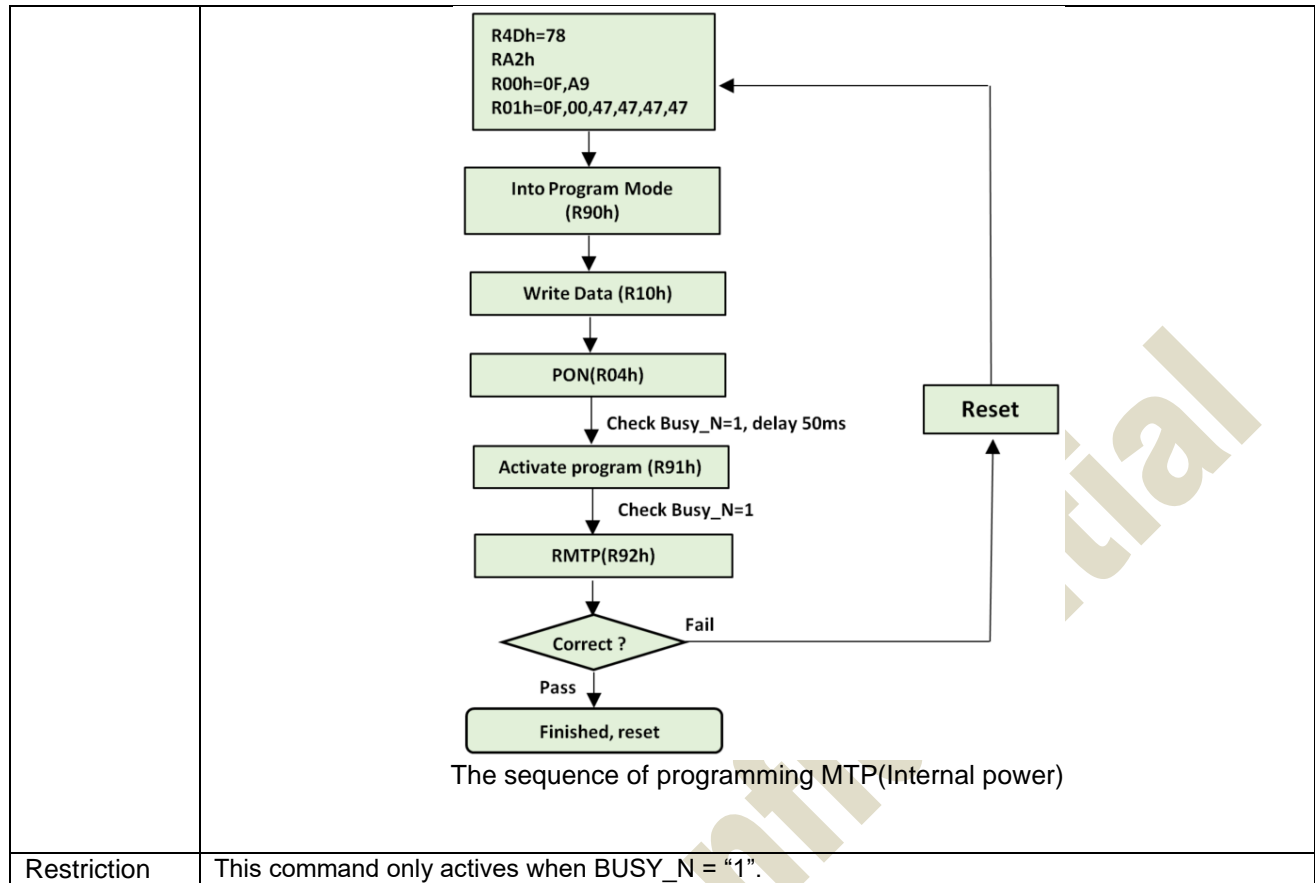 R4Dh=78
RA2h
R00h=0F,A9
R01h=0F,00,47,47,47,47
Into Program Mode
(R90h)
Write Data (R10h)
PON(R04h)
Check Busy_N=1, delay 50ms
Reset
Activate program (R91h)
Check Busy_N=1
RMTP(R92h)
Correct ?
Fail
Pass
Finished, reset
The sequence of programming MTP(Internal power)
Restriction This command only actives when BUSY_N = “1”.